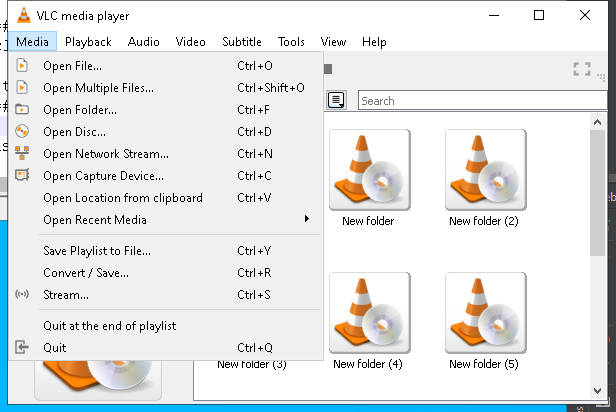 VLC media player
Media Playback Audio Video Subtitle Tools View Help
Open File... Ctrl+O
Open Multiple Files... Ctrl+Shift+O
Open Folder... Ctrl+F
Open Disc... Ctrl+D
Open Network Stream... Ctrl+N
Open Capture Device... Ctrl+C
Open Location from clipboard Ctrl+V
Open Recent Media
Save Playlist to File... Ctrl+Y
Convert / Save... Ctrl+R
Stream... Ctrl+S
Quit at the end of playlist
Quit Ctrl+Q
Search
New folder New folder (2)
New folder (3) New folder (4) New folder (5)